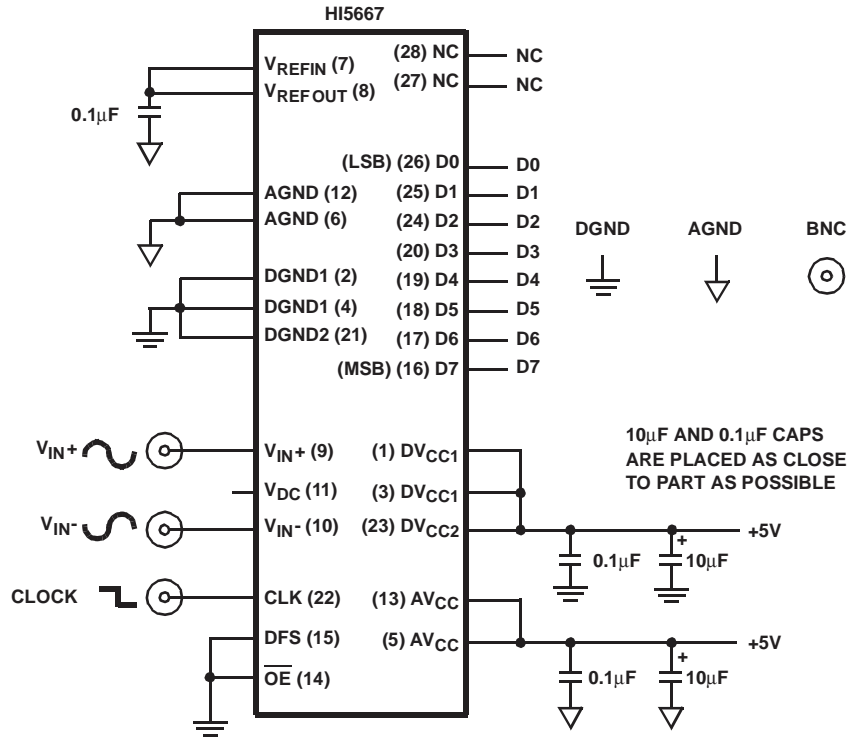 HI5667
VREFIN (7)
VREFOUT (8)
0.1μF
AGND (12)
AGND (6)
DGND1 (2)
DGND1 (4)
DGND2 (21)
VIN+
VIN+ (9)
VDC (11)
VIN-
VIN- (10)
CLOCK
CLK (22)
DFS (15)
OE (14)
(28) NC
NC
(27) NC
NC
(LSB) (26) D0
D0
(25) D1
D1
(24) D2
D2
(20) D3
D3
(19) D4
D4
(18) D5
D5
(17) D6
D6
(MSB) (16) D7
D7
(1) DVCC1
(3) DVCC1
(23) DVCC2
+5V
0.1μF
+
10μF
(13) AVCC
(5) AVCC
+5V
0.1μF
+
10μF
DGND
AGND
BNC
10μF AND 0.1μF CAPS
ARE PLACED AS CLOSE
TO PART AS POSSIBLE